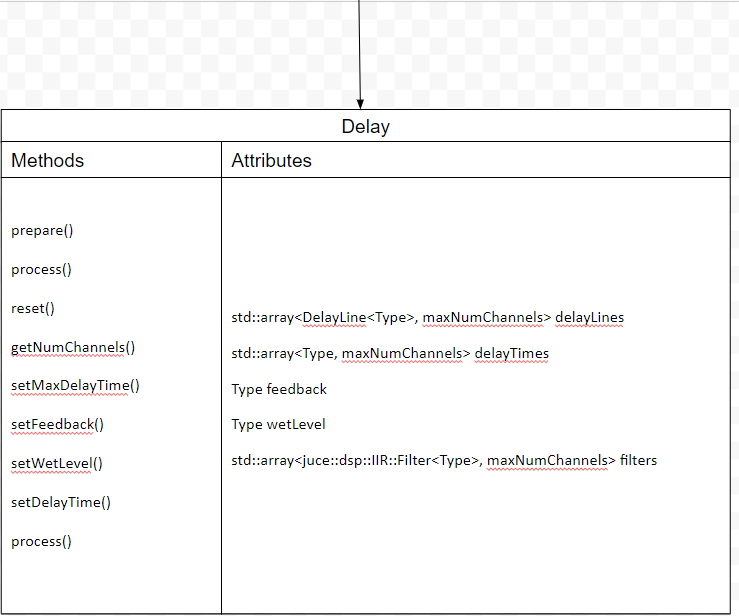 Delay
Methods
Attributes
prepare()
process()
reset()
getNumChannels()
setMaxDelayTime()
setFeedback()
setWetLevel()
setDelayTime()
process()
std::array<DelayLine<Type>, maxNumChannels> delayLines
std::array<Type, maxNumChannels> delayTimes
Type feedback
Type wetLevel
std::array<juce::dsp::IIR::Filter<Type>, maxNumChannels> filters